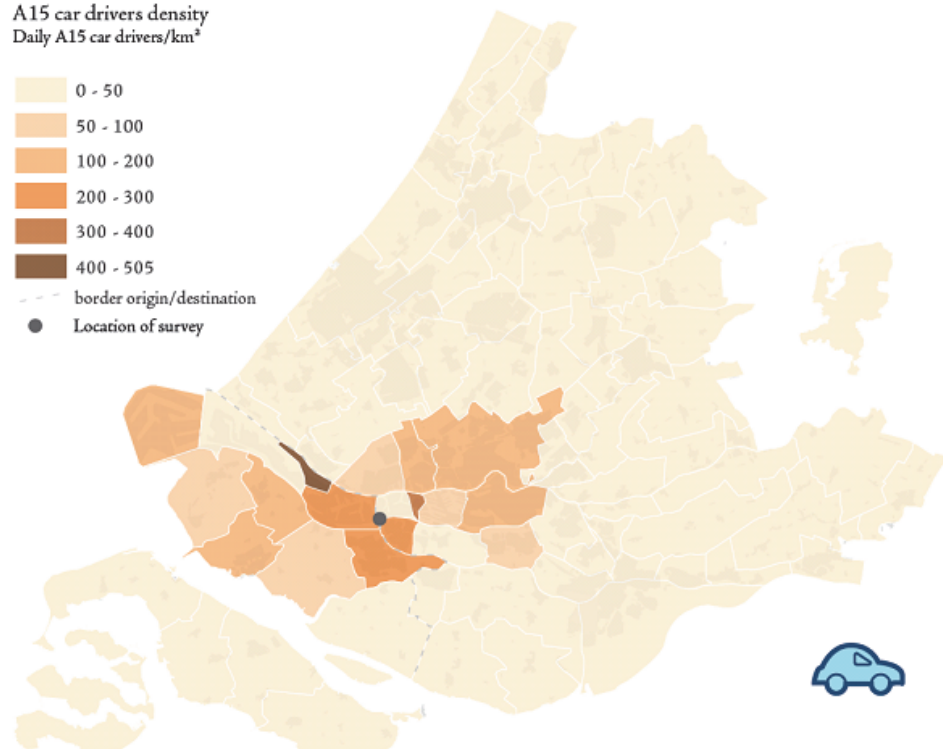 A15 car drivers density
Daily A15 car drivers/km²
0 - 50
50 - 100
100 - 200
200 - 300
300 - 400
400 - 505
border origin/destination
Location of survey